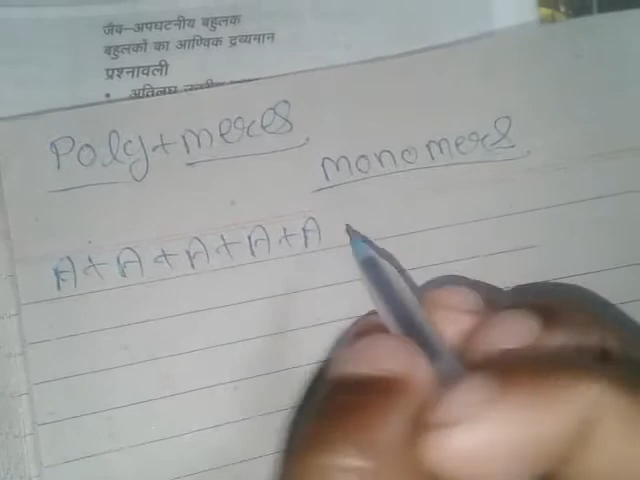 जैव-अपघटनीय बहुलक
बहुलकों का आण्विक द्रव्यमान
प्रश्नावली
Poly + meres
monomers
A + A + A + A + A